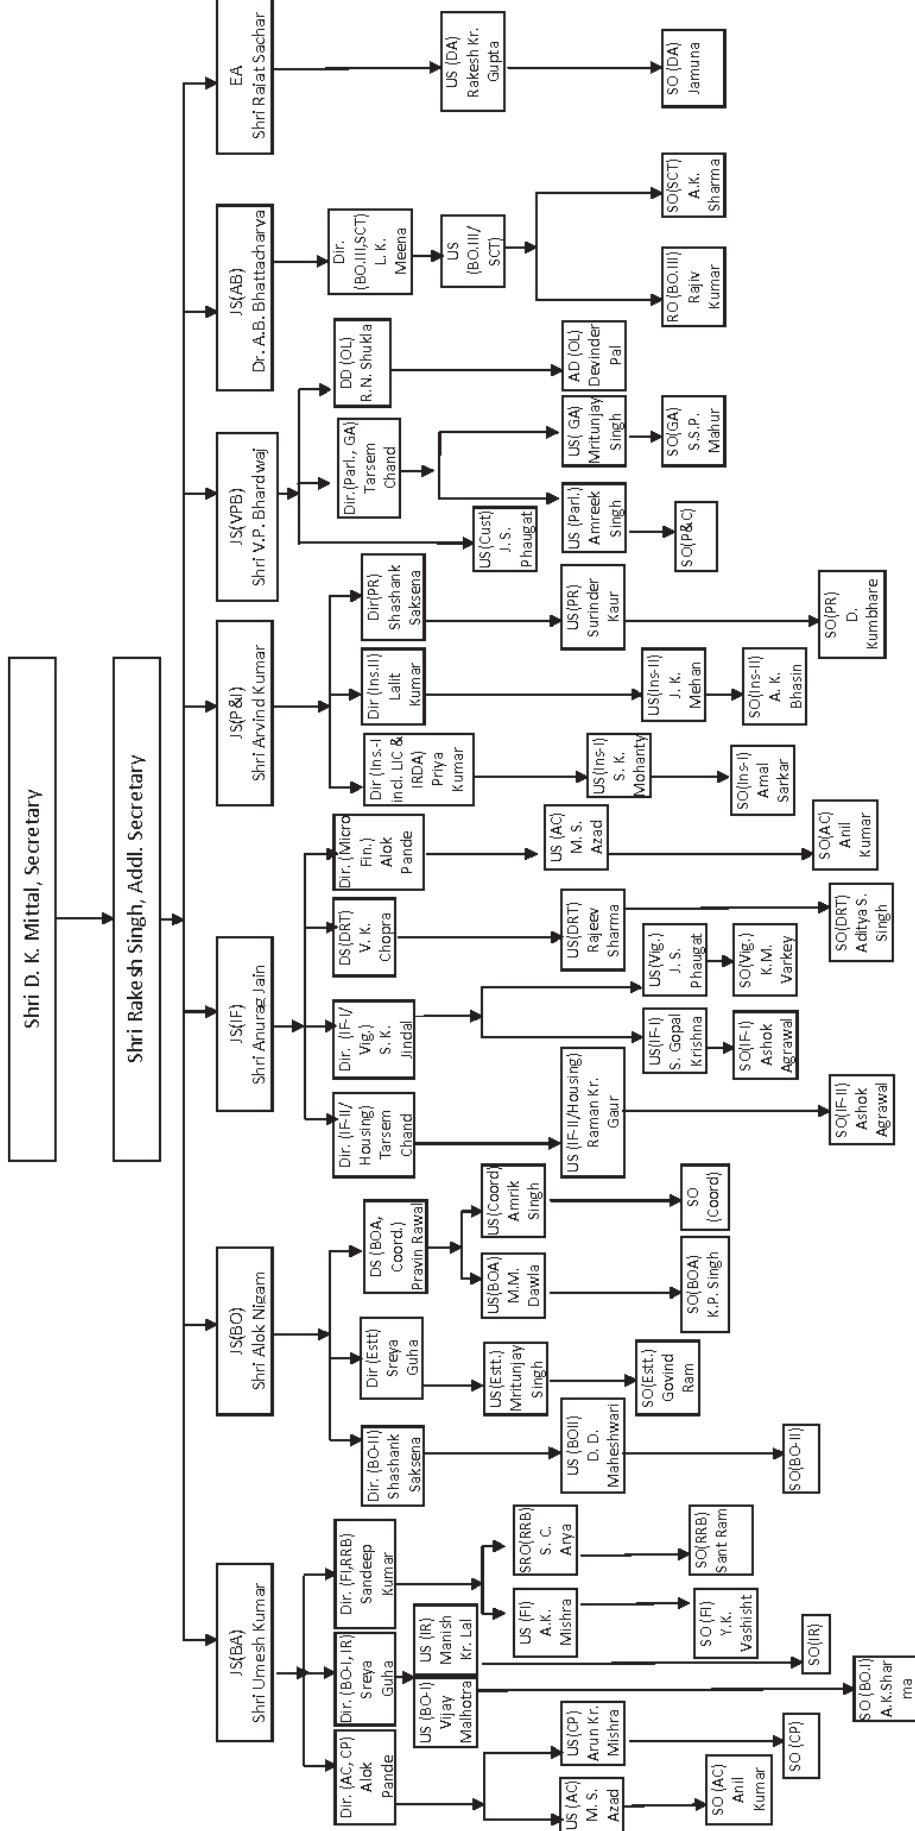 Shri D. K. Mittal, Secretary
Shri Rakesh Singh, Addl. Secretary
JS(BA)
Shri Umesh Kumar
JS(BO)
Shri Alok Nigam
JS(IF)
Shri Anurag Jain
JS(P&I)
Shri Arvind Kumar
JS(VPB)
Shri V.P. Bhardwaj
JS(AB)
Dr. A.B. Bhattacharva
EA
Shri Raiat Sachar
Dir. (AC, CP)
Alok
Pande
Dir. (BO-I, IR)
Sreya
Guha
Dir. (FI,RRB)
Sandeep
Kumar
US (AC)
M. S.
Azad
US(CP)
Arun Kr.
Mishra
US (BO-I)
Vijay
Malhotra
US (IR)
Manish
Kr. Lal
US (FI)
A.K.
Mishra
SRO(RRB)
S. C.
Arya
SO (AC)
Anil
Kumar
SO (CP)
SO (BO.I)
A.K.Shar
ma
SO(IR)
SO (FI)
Y.K.
Vashisht
SO(RRB)
Sant Ram
Dir. (BO-II)
Shashank
Saksena
Dir (Estt)
Sreya
Guha
DS (BOA,
Coord.)
Pravin Rawal
US (BOII)
D. D.
Maheshwari
US(Estt.)
Mritunjay
Singh
US(BOA)
M.M.
Dawla
US(Coord)
Amrik
Singh
SO(BO-II)
SO(Estt.)
Govind
Ram
SO(BOA)
K.P. Singh
SO
(Coord)
Dir. (IF-II/
Housing)
Tarsem
Chand
Dir. (IF-I/
Vig.)
S. K.
Jindal
DS(DRT)
V. K.
Chopra
Dir. (Micro
Fin.)
Alok
Pande
US (IF-II/Housing)
Raman Kr.
Gaur
US(IF-I)
S. Gopal
Krishna
US(Vig.)
J. S.
Phaugat
US(DRT)
Rajeev
Sharma
US (AC)
M. S.
Azad
SO(IF-II)
Ashok
Agrawal
SO(IF-I)
Ashok
Agrawal
SO(Vig.)
K.M.
Varkey
SO(DRT)
Aditya S.
Singh
SO(AC)
Anil
Kumar
Dir (Ins.-I
incl. LIC &
IRDA)
Priya
Kumar
Dir (Ins.II)
Lalit
Kumar
Dir(PR)
Shashank
Saksena
US(Ins-I)
S. K.
Mohanty
US(Ins-II)
J. K.
Mehan
US(PR)
Surinder
Kaur
SO(Ins-I)
Amal
Sarkar
SO(Ins-II)
A. K.
Bhasin
SO(PR)
D.
Kumbhare
US(Cust)
J. S.
Phaugat
Dir.(Parl., GA)
Tarsem
Chand
DD (OL)
R.N. Shukla
US (Parl.)
Amreek
Singh
US( GA)
Mritunjay
Singh
AD (OL)
Devinder
Pal
SO(P&C)
SO(GA)
S.S.P.
Mahur
Dir.
(BO.III,SCT)
L. K.
Meena
US
(BO.III/
SCT)
RO (BO.III)
Rajiv
Kumar
SO(SCT)
A.K.
Sharma
US (DA)
Rakesh Kr.
Gupta
SO (DA)
Jamuna